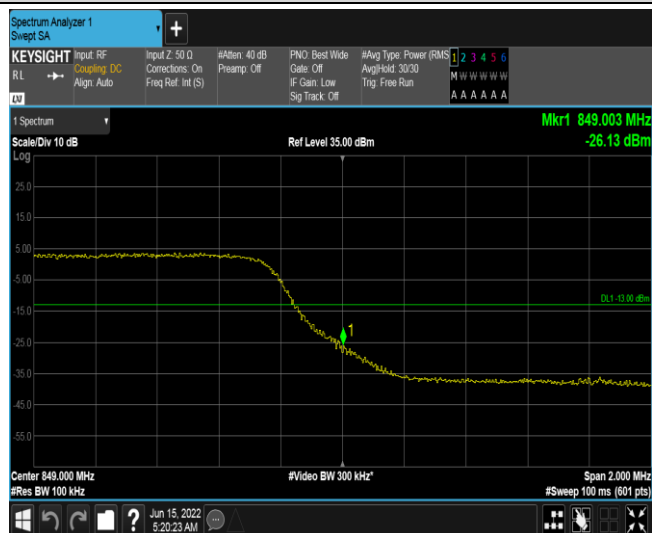 Spectrum Analyzer 1
Swept SA
KEYSIGHT
RL
Input: RF
Coupling: DC
Align: Auto
Input Z: 50 Ω
Corrections: On
Freq Ref: Int (S)
#Atten: 40 dB
Preamp: Off
PNO: Best Wide
Gate: Off
IF Gain: Low
Sig Track: Off
#Avg Type: Power (RMS
Avg|Hold: 30/30
Trig: Free Run
1 2 3 4 5 6
M W W W W W
A A A A A A
1 Spectrum
Mkr1 849.003 MHz
Scale/Div 10 dB
Ref Level 35.00 dBm
-26.13 dBm
Log
25.0
15.0
5.00
-5.00
DL1 -13.00 dBm
-15.0
1
-25.0
-35.0
-45.0
-55.0
Center 849.000 MHz
#Video BW 300 kHz*
Span 2.000 MHz
#Res BW 100 kHz
#Sweep 100 ms (601 pts)
?
Jun 15, 2022
5:20:23 AM